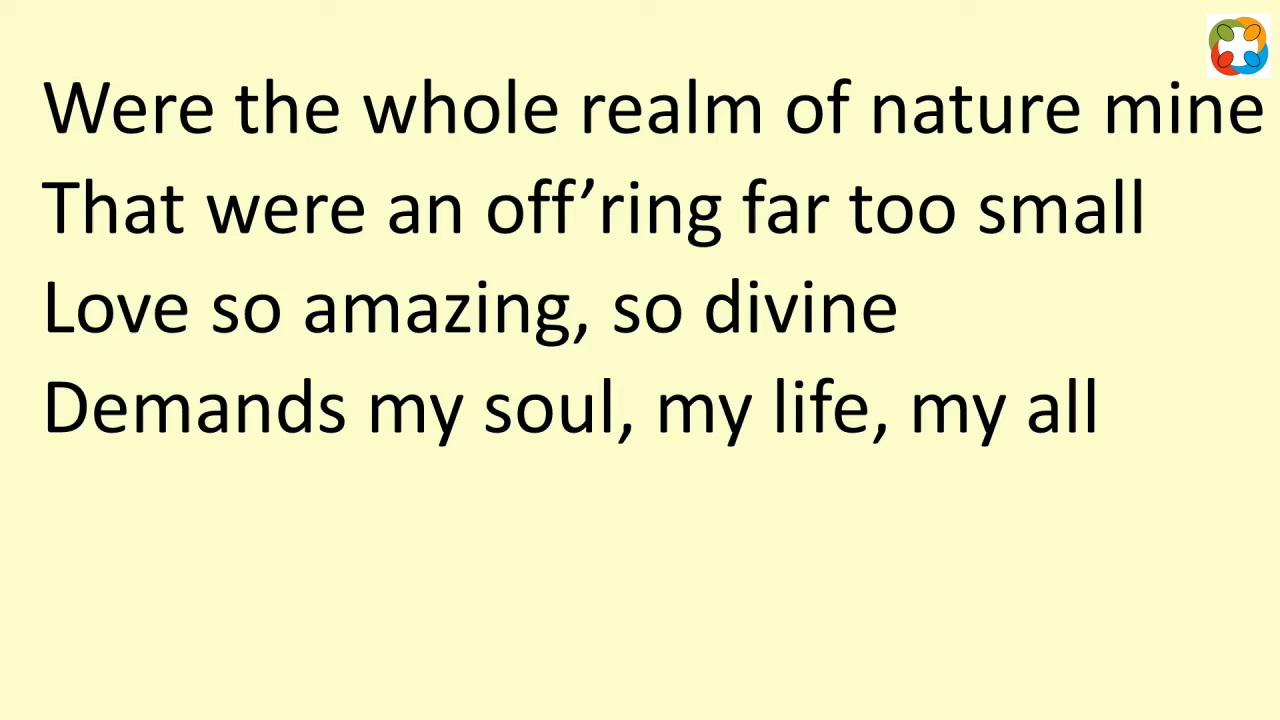 Were the whole realm of nature mine
That were an off’ring far too small
Love so amazing, so divine
Demands my soul, my life, my all